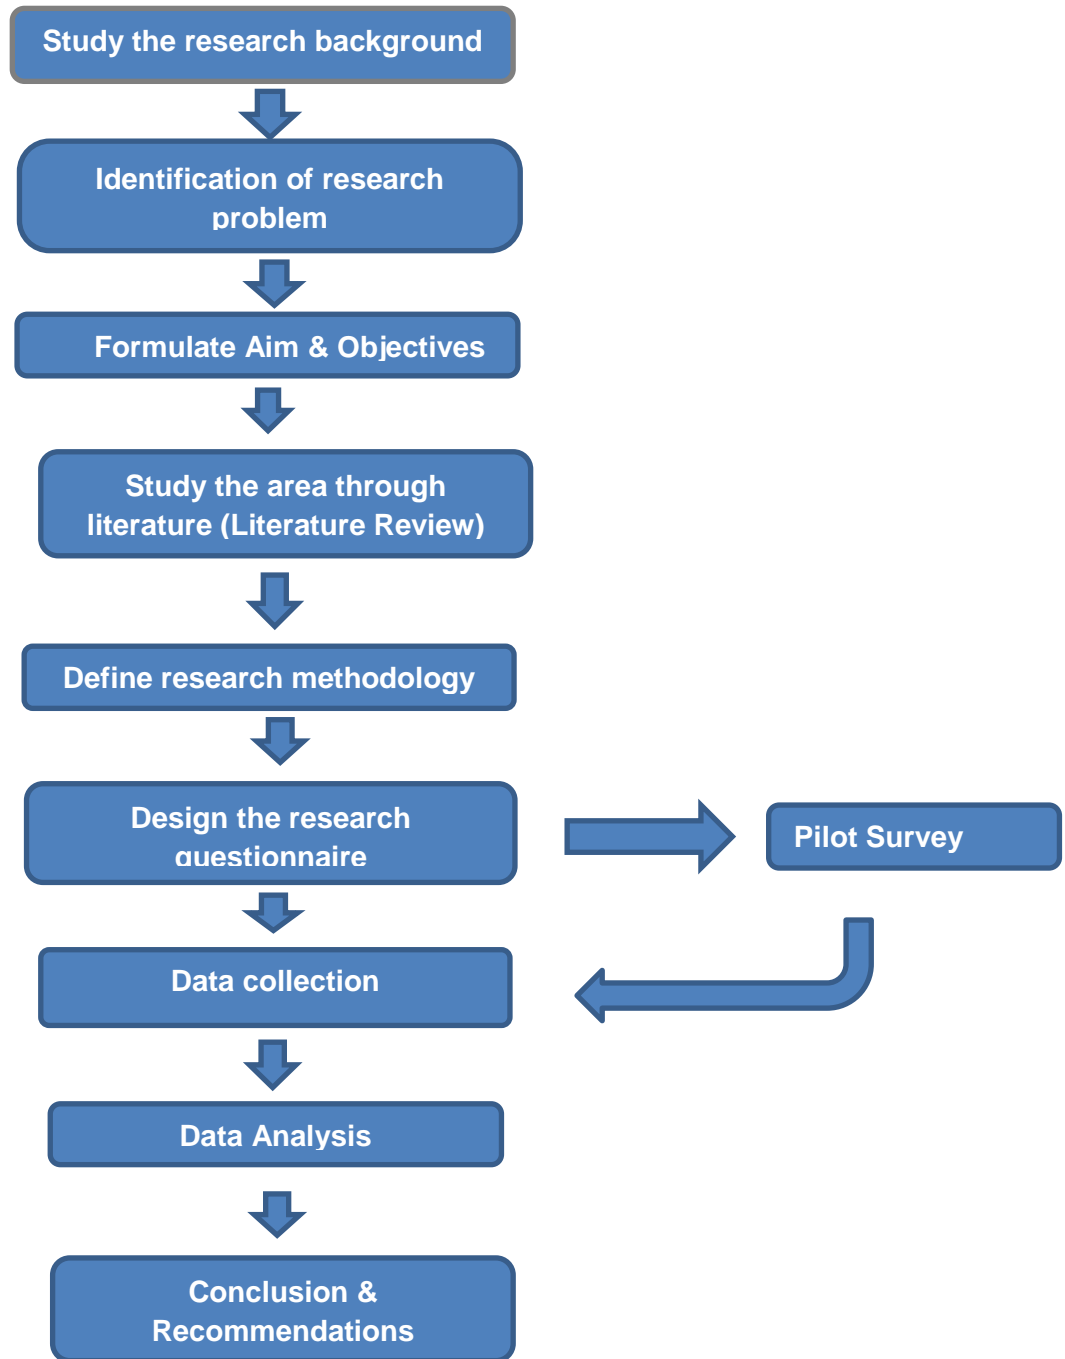 Study the research background
Identification of research
problem
Formulate Aim & Objectives
Study the area through
literature (Literature Review)
Define research methodology
Design the research
questionnaire
Pilot Survey
Data collection
Data Analysis
Conclusion &
Recommendations